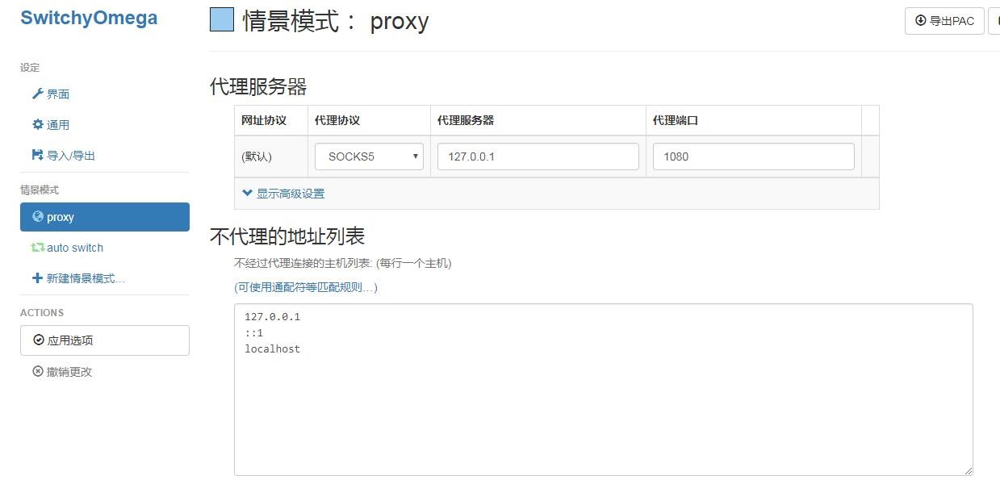 SwitchyOmega
设定
界面
通用
导入/导出
情景模式
proxy
auto switch
新建情景模式...
ACTIONS
应用选项
撤销更改
情景模式： proxy
导出PAC
代理服务器
网址协议 代理协议 代理服务器 代理端口
(默认) SOCKS5 127.0.0.1 1080
显示高级设置
不代理的地址列表
不经过代理连接的主机列表: (每行一个主机)
(可使用通配符等匹配规则…)
127.0.0.1
::1
localhost